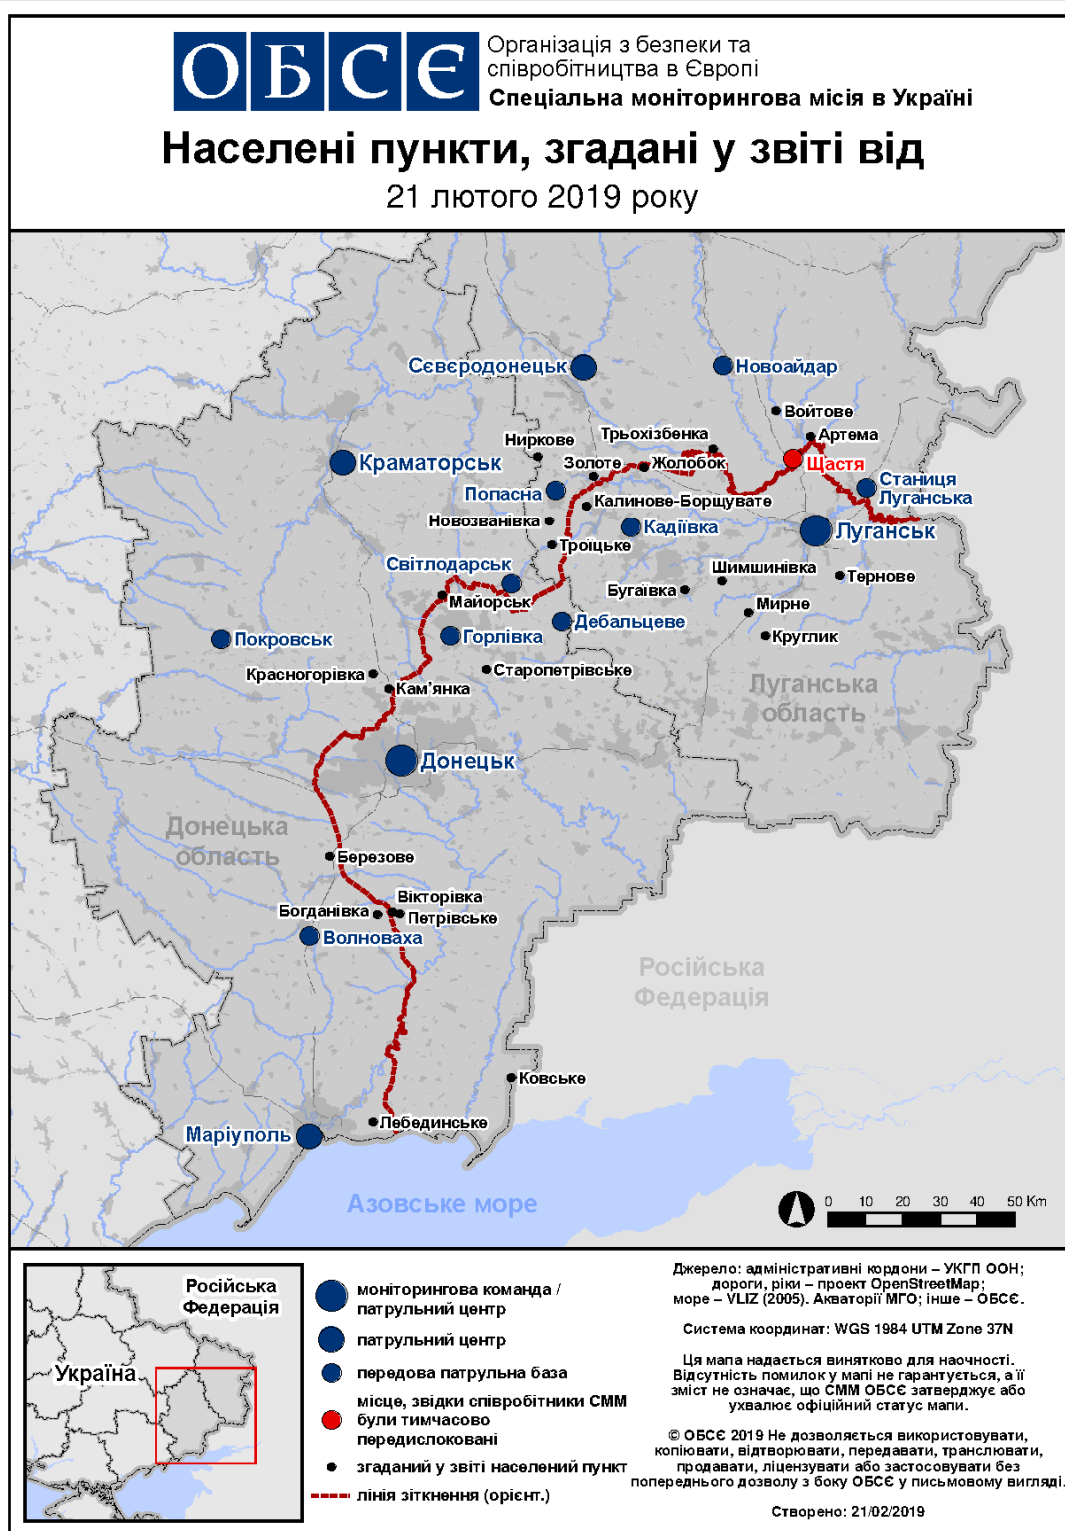 ОБСЄ
Організація з безпеки та
співробітництва в Європі
Спеціальна моніторингова місія в Україні
Населені пункти, згадані у звіті від
21 лютого 2019 року
Сєвєродонецьк
Новоайдар
Войтове
Артема
Трьохізбенка
Ниркове
Краматорськ
Золоте
Жолобок
Щастя
Станиця
Луганська
Попасна
Калинове-Борщувате
Новозванівка
Кадіївка
Луганськ
Троїцьке
Світлодарськ
Шимшинівка
Тернове
Бугаївка
Майорськ
Мирне
Дебальцеве
Круглик
Покровськ
Горлівка
Старопетрівське
Красногорівка
Кам'янка
Луганська
область
Донецьк
Донецька
область
Березове
Вікторівка
Богданівка
Петрівське
Волноваха
Російська
Федерація
Ковське
Лебединське
Маріуполь
Азовське море
0 10 20 30 40 50 Km
Російська
Федерація
Україна
моніторингова команда /
патрульний центр
патрульний центр
передова патрульна база
місце, звідки співробітники СММ
були тимчасово
передислоковані
згаданий у звіті населений пункт
лінія зіткнення (орієнт.)
Джерело: адміністративні кордони – УКГП ООН;
дороги, ріки – проект OpenStreetMap;
море – VLIZ (2005). Акваторії МГО; інше – ОБСЄ.
Система координат: WGS 1984 UTM Zone 37N
Ця мапа надається винятково для наочності.
Відсутність помилок у мапі не гарантується, а її
зміст не означає, що СММ ОБСЄ затверджує або
ухвалює офіційний статус мапи.
© ОБСЄ 2019 Не дозволяється використовувати,
копіювати, відтворювати, передавати, транслювати,
продавати, ліцензувати або застосовувати без
попереднього дозволу з боку ОБСЄ у письмовому вигляді.
Створено: 21/02/2019